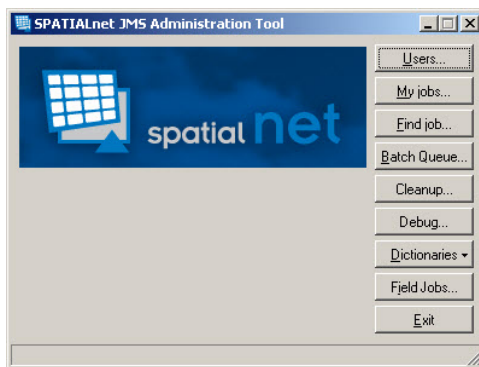 SPATIALnet JMS Administration Tool
spatial net
Users...
My jobs...
Find job...
Batch Queue...
Cleanup...
Debug...
Dictionaries
Field Jobs...
Exit